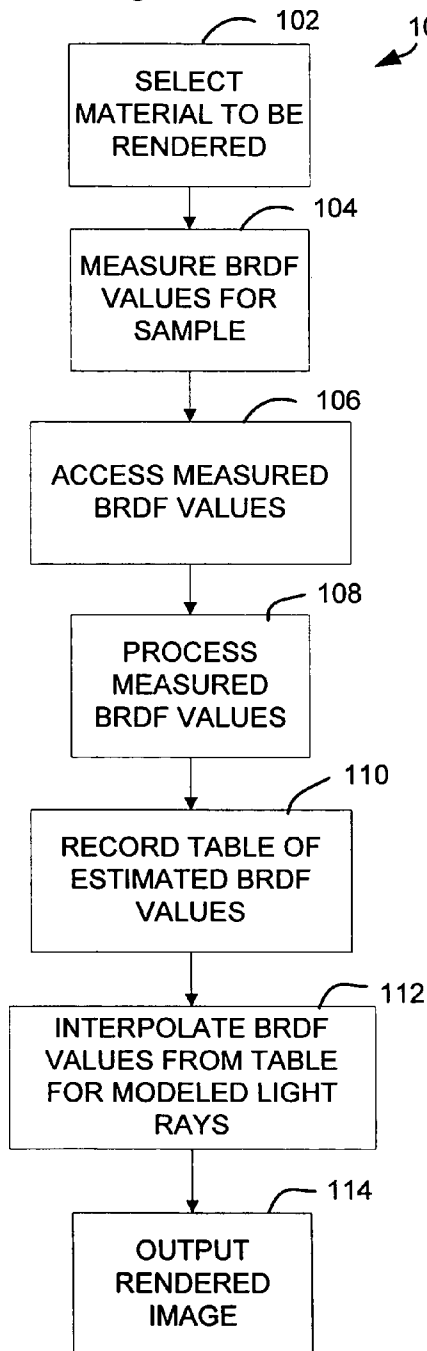 102
SELECT
MATERIAL TO BE
RENDERED
104
MEASURE BRDF
VALUES FOR
SAMPLE
106
ACCESS MEASURED
BRDF VALUES
108
PROCESS
MEASURED
BRDF VALUES
110
RECORD TABLE OF
ESTIMATED BRDF
VALUES
112
INTERPOLATE BRDF
VALUES FROM TABLE
FOR MODELED LIGHT
RAYS
114
OUTPUT
RENDERED
IMAGE